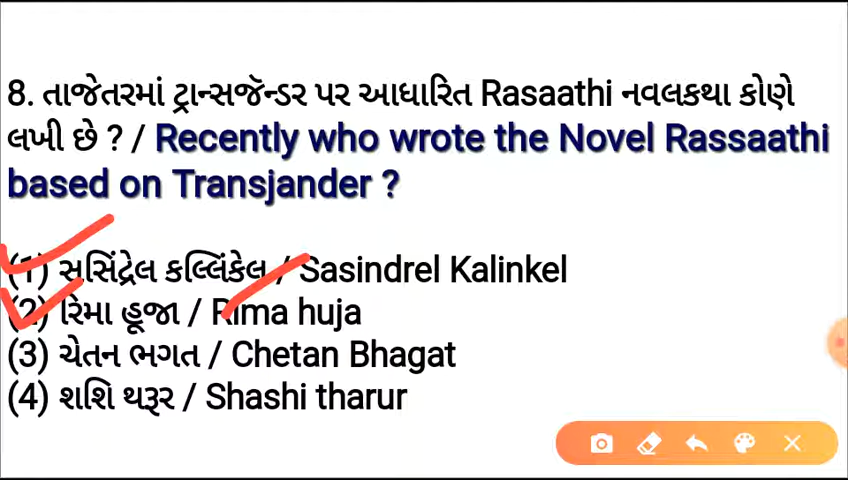 8. તાજેતરમાં ટ્રાન્સજૅન્ડર પર આધારિત Rasaathi નવલકથા કોણે
લખી છે ? / Recently who wrote the Novel Rassaathi
based on Transjander ?
(1) સસિંદ્રેલ કલ્લિંકેલ / Sasindrel Kalinkel
(2) રિમા હૂજા / Rima huja
(3) ચેતન ભગત / Chetan Bhagat
(4) શશિ થરૂર / Shashi tharur